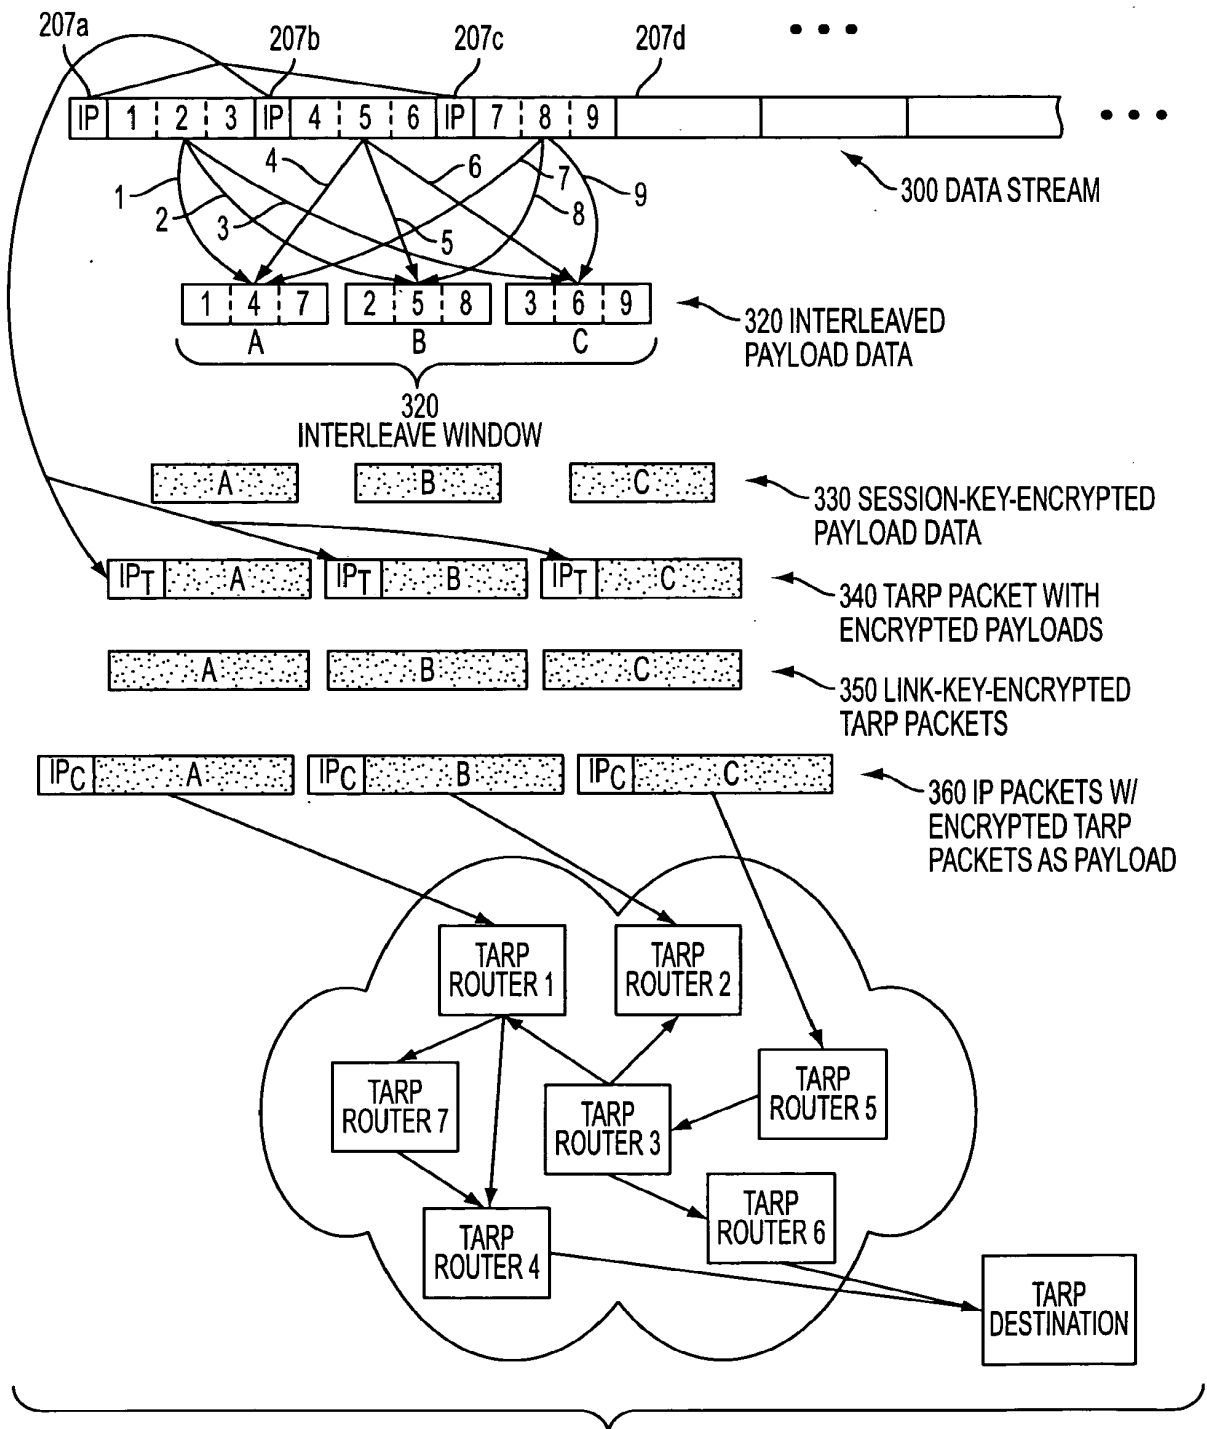 207a
207b
207c
207d
IP 1 2 3 IP 4 5 6 IP 7 8 9
300 DATA STREAM
1
2
3
4
5
6
7
8
9
1 4 7
2 5 8
3 6 9
A
B
C
320 INTERLEAVED
PAYLOAD DATA
320
INTERLEAVE WINDOW
A
B
C
330 SESSION-KEY-ENCRYPTED
PAYLOAD DATA
IPT A
IPT B
IPT C
340 TARP PACKET WITH
ENCRYPTED PAYLOADS
A
B
C
350 LINK-KEY-ENCRYPTED
TARP PACKETS
IPC A
IPC B
IPC C
360 IP PACKETS W/
ENCRYPTED TARP
PACKETS AS PAYLOAD
TARP
ROUTER 1
TARP
ROUTER 2
TARP
ROUTER 7
TARP
ROUTER 3
TARP
ROUTER 5
TARP
ROUTER 4
TARP
ROUTER 6
TARP
DESTINATION